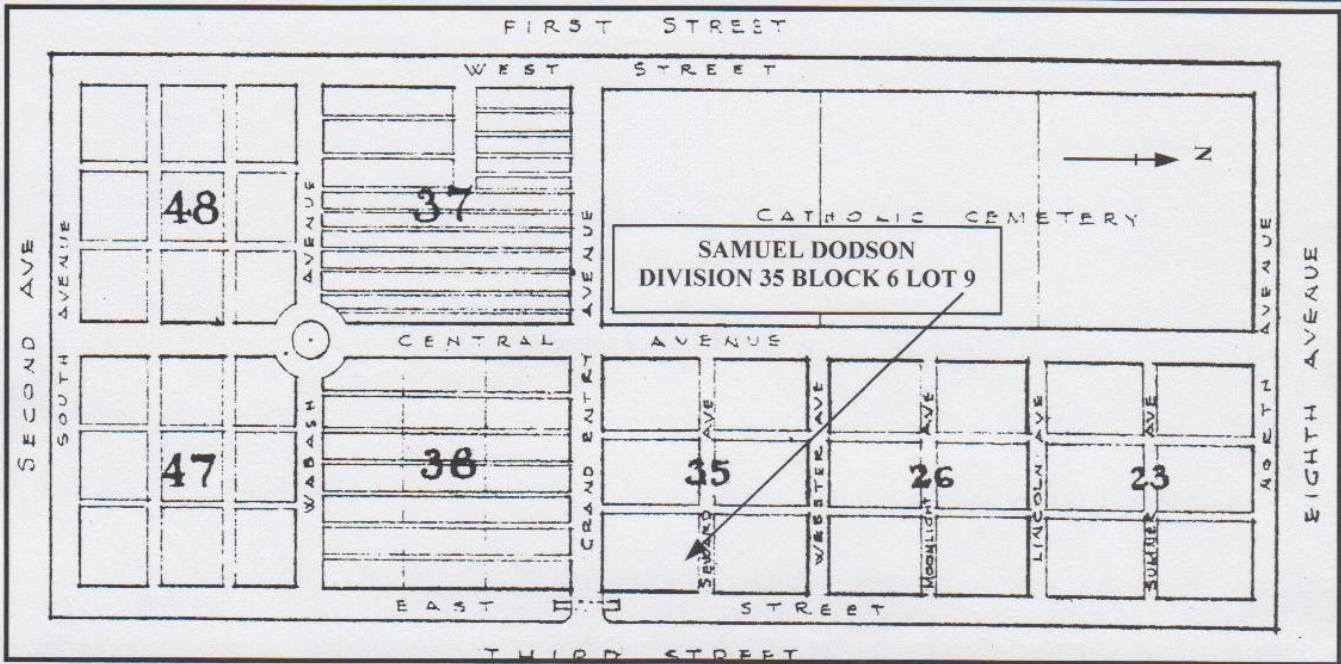 FIRST STREET
WEST STREET
N
48
37
CATHOLIC CEMETERY
SECOND AVE
SOUTH AVENUE
WABASH AVENUE
GRAND ENTRY AVENUE
NORTH AVENUE
EIGHTH AVENUE
SAMUEL DODSON
DIVISION 35 BLOCK 6 LOT 9
CENTRAL AVENUE
47
38
35
26
23
SEWARD AVE
WEBSTER AVE
MOONLIGHT AVE
LINCOLN AVE
SUMNER AVE
EAST STREET
THIRD STREET